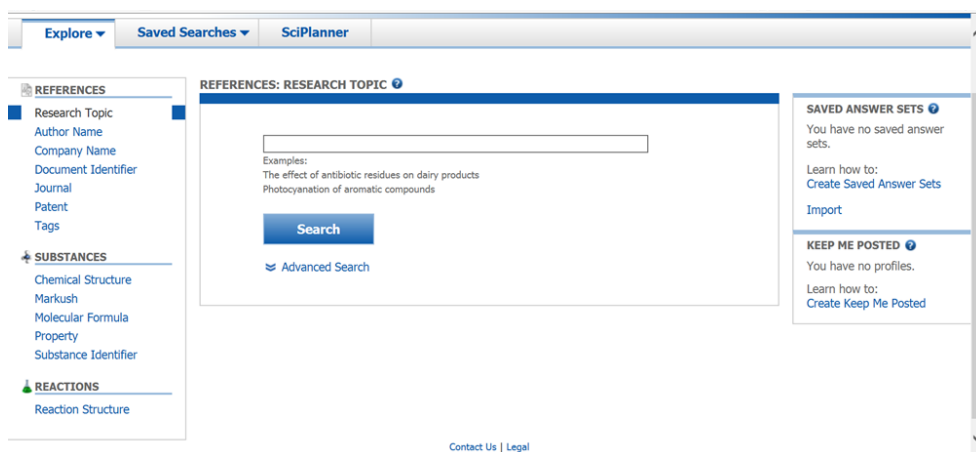 Explore
Saved Searches
SciPlanner
REFERENCES
Research Topic
Author Name
Company Name
Document Identifier
Journal
Patent
Tags
SUBSTANCES
Chemical Structure
Markush
Molecular Formula
Property
Substance Identifier
REACTIONS
Reaction Structure
REFERENCES: RESEARCH TOPIC ?
Examples:
The effect of antibiotic residues on dairy products
Photocyanation of aromatic compounds
Search
Advanced Search
SAVED ANSWER SETS ?
You have no saved answer
sets.
Learn how to:
Create Saved Answer Sets
Import
KEEP ME POSTED ?
You have no profiles.
Learn how to:
Create Keep Me Posted
Contact Us | Legal